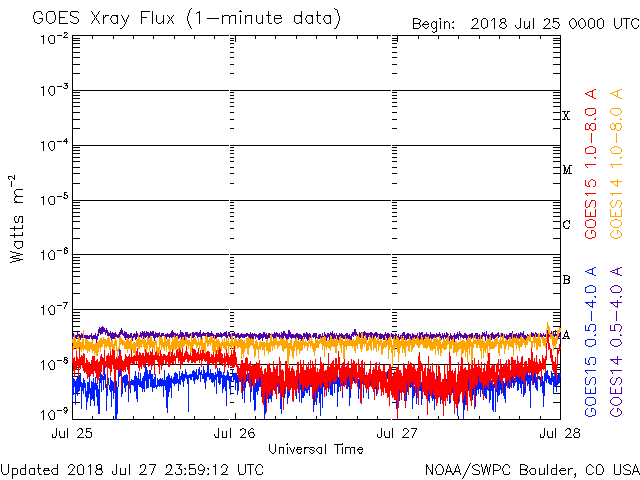 GOES Xray Flux (1-minute data)
Begin: 2018 Jul 25 0000 UTC
10-2
10-3
10-4
10-5
10-6
10-7
10-8
10-9
Watts m-2
X
M
C
B
A
GOES15 1.0-8.0 A
GOES14 1.0-8.0 A
GOES15 0.5-4.0 A
GOES14 0.5-4.0 A
Jul 25
Jul 26
Jul 27
Jul 28
Universal Time
Updated 2018 Jul 27 23:59:12 UTC
NOAA/SWPC Boulder, CO USA